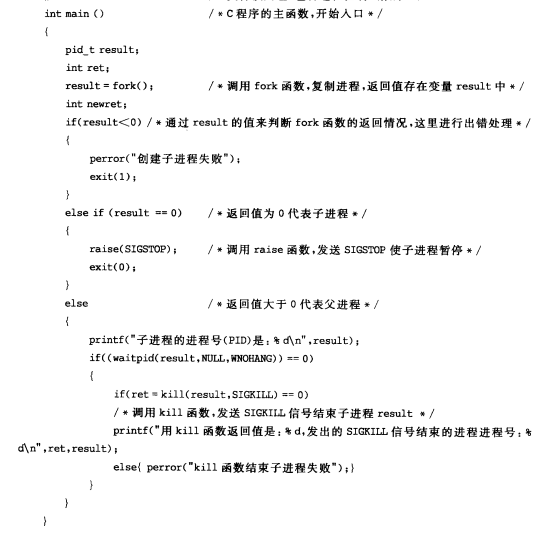 int main ()    /*C程序的主函数,开始入口*/
{
pid_t result;
int ret;
result = fork();    /*调用 fork 函数,复制进程,返回值存在变量 result 中*/
int newret;
if(result<0) /*通过 result 的值来判断 fork 函数的返回情况,这里进行出错处理*/
{
perror("创建子进程失败");
exit(1);
}
else if (result ==0)    /*返回值为 0 代表子进程*/
{
raise(SIGSTOP);    /*调用 raise 函数,发送 SIGSTOP 使子进程暂停*/
exit(0);
}
else    /*返回值大于 0 代表父进程*/
{
printf("子进程的进程号(PID)是:%d\n",result);
if((waitpid(result,NULL,WNOHANG)) ==0)
{
if(ret = kill(result,SIGKILL) ==0)
/*调用 kill 函数,发送 SIGKILL 信号结束子进程 result */
printf("用 kill 函数返回值是:%d,发出的 SIGKILL 信号结束的进程进程号:%
d\n",ret,result);
else{ perror("kill 函数结束子进程失败");}
}
}
}